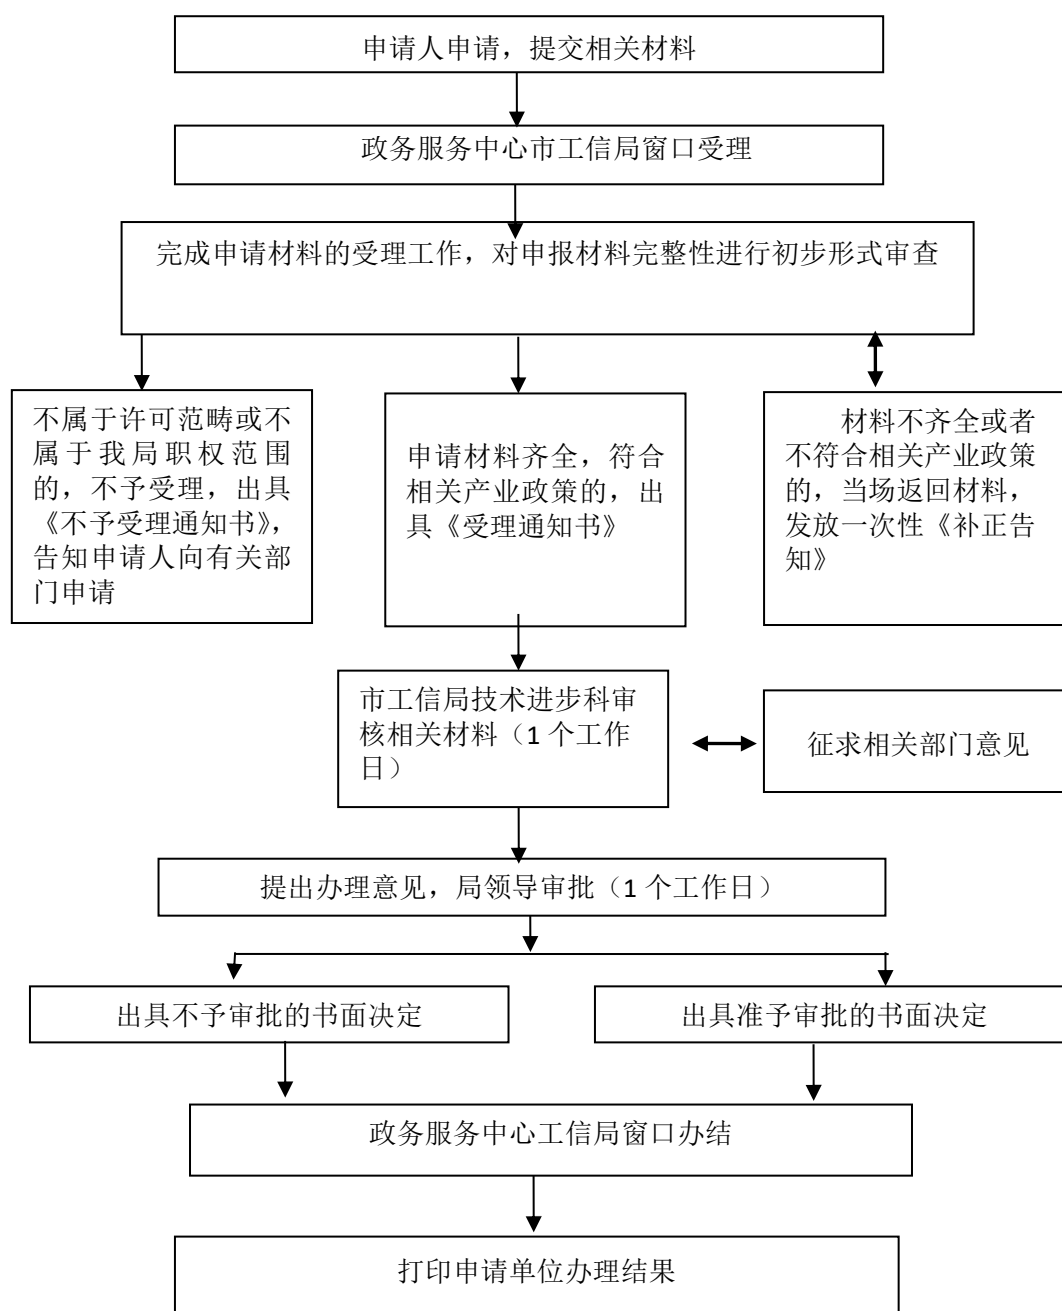 申请人申请，提交相关材料
政务服务中心市工信局窗口受理
完成申请材料的受理工作，对申报材料完整性进行初步形式审查
不属于许可范畴或不
属于我局职权范围
的，不予受理，出具
《不予受理通知书》，
告知申请人向有关部
门申请
申请材料齐全，符合
相关产业政策的，出
具《受理通知书》
材料不齐全或者
不符合相关产业政策
的，当场返回材料，
发放一次性《补正告
知》
市工信局技术进步科审
核相关材料（1 个工作
日）
征求相关部门意见
提出办理意见，局领导审批（1 个工作日）
出具不予审批的书面决定
出具准予审批的书面决定
政务服务中心工信局窗口办结
打印申请单位办理结果